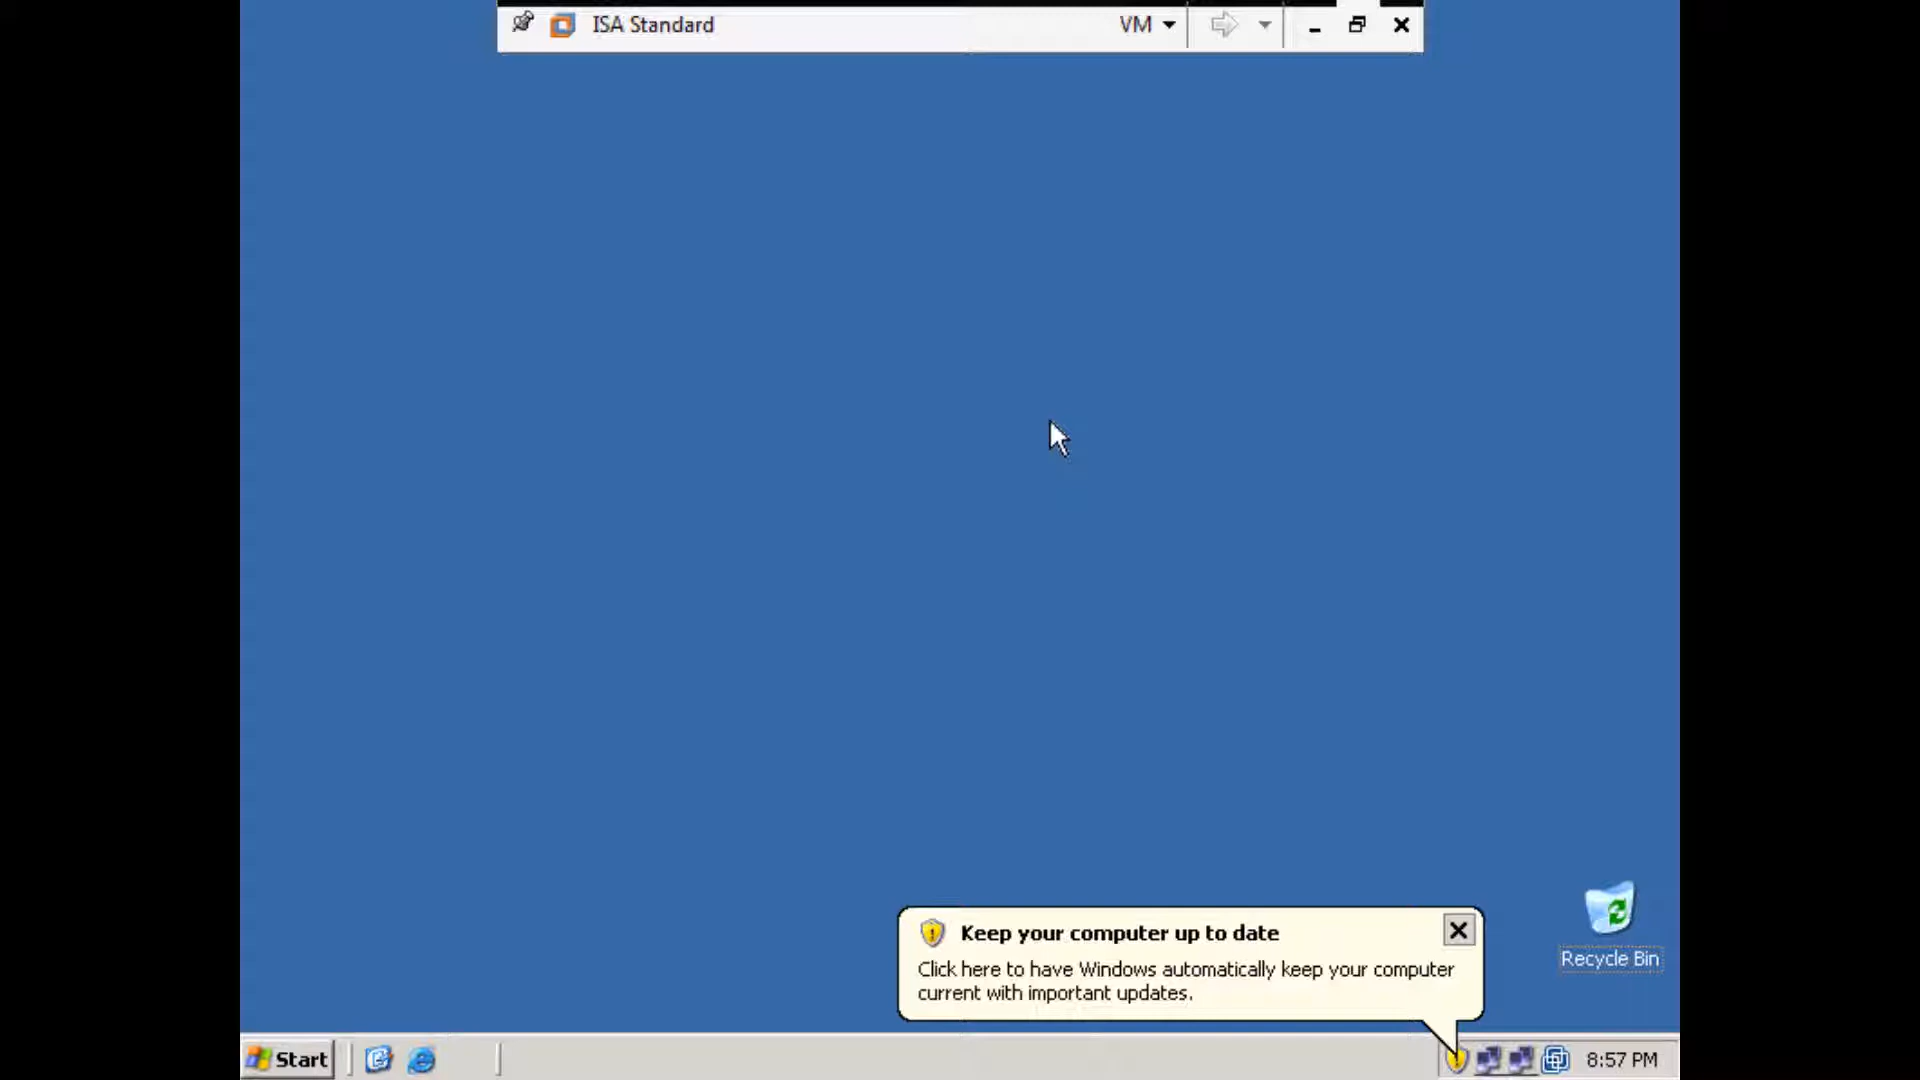 ISA Standard
VM
Recycle Bin
Keep your computer up to date
Click here to have Windows automatically keep your computer
current with important updates.
Start
8:57 PM